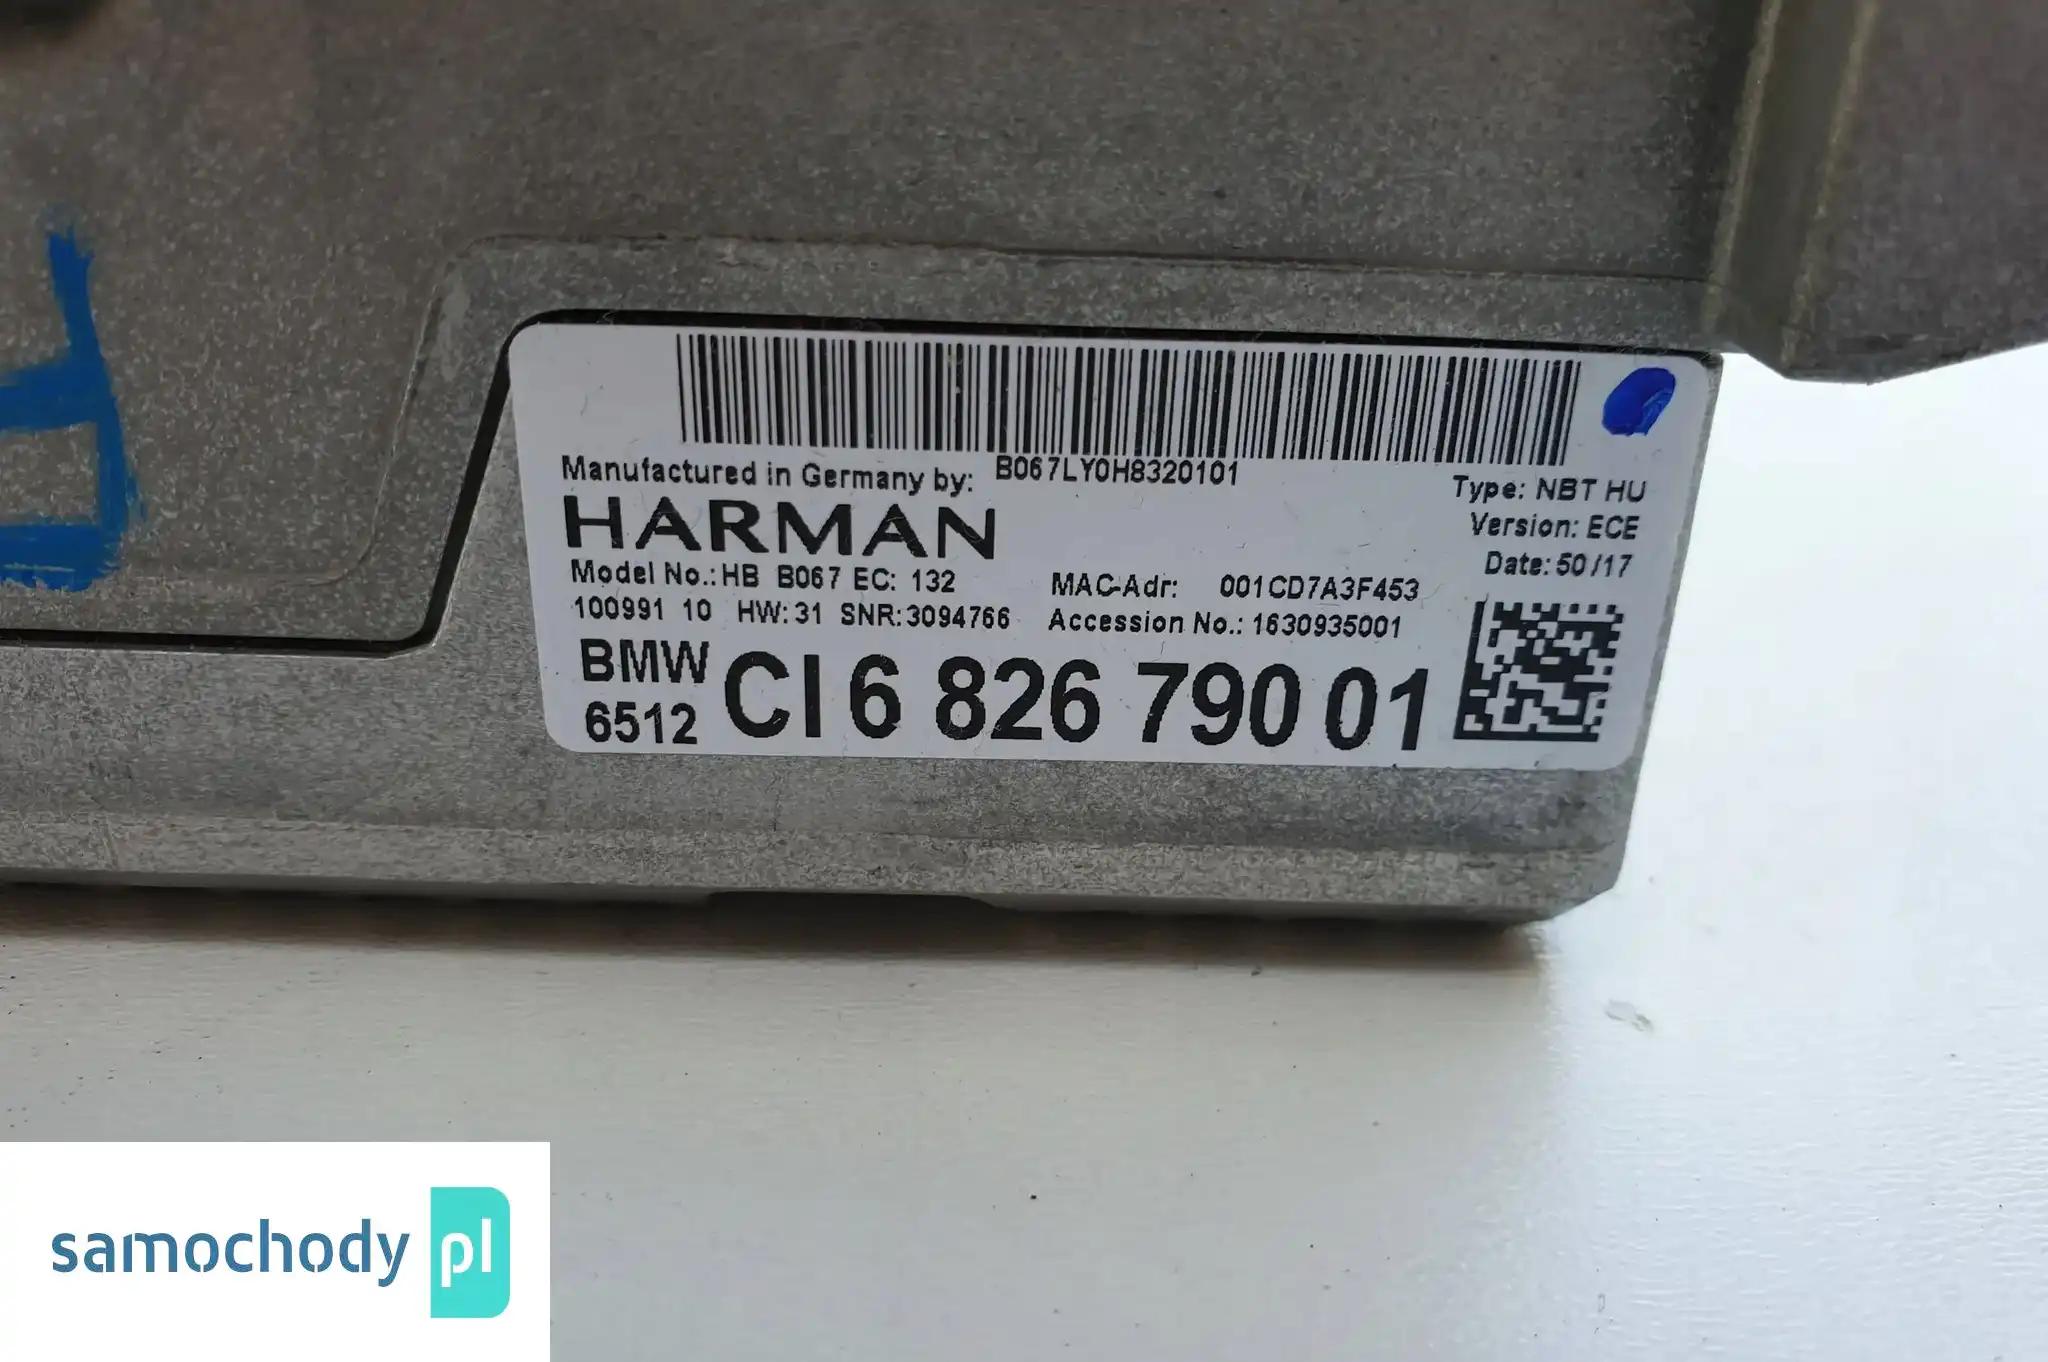 Manufactured in Germany by: B067LY0H8320101
HARMAN
Type: NBT HU
Version: ECE
Date: 50/17
Model No.: HB B067 EC: 132
MAC-Adr: 001CD7A3F453
100991 10 HW: 31 SNR: 3094766
Accession No.: 1630935001
BMW
6512
CI 6 826 790 01
samochody pl